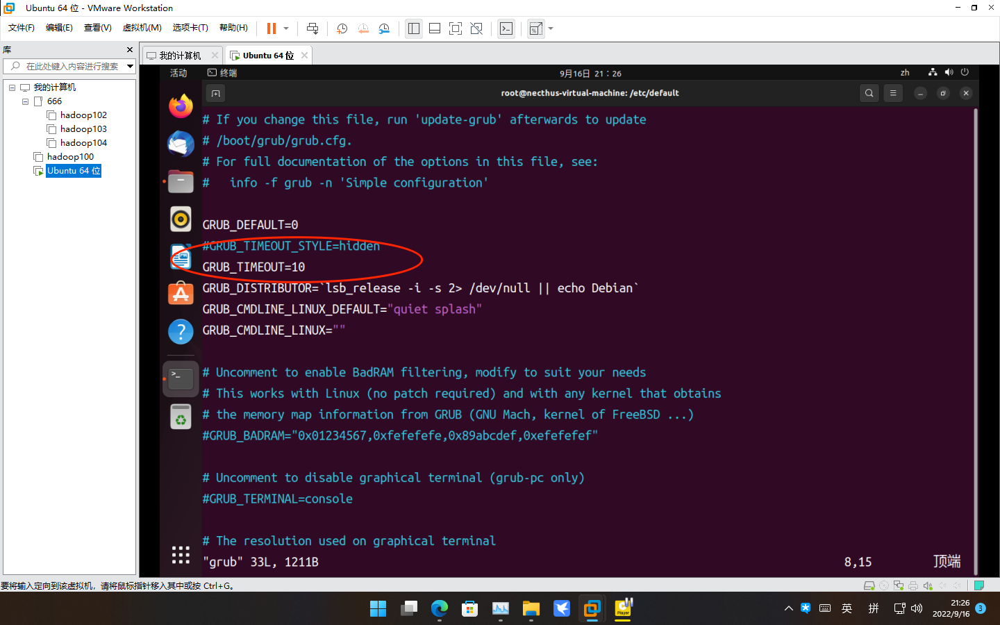 Ubuntu 64 位 - VMware Workstation
文件(F) 编辑(E) 查看(V) 虚拟机(M) 选项卡(T) 帮助(H)
库
在此处键入内容进行搜索
我的计算机
666
hadoop102
hadoop103
hadoop104
hadoop100
Ubuntu 64 位
我的计算机 Ubuntu 64 位
活动 终端 9月16日 21：26 zh
root@necthus-virtual-machine: /etc/default
# If you change this file, run 'update-grub' afterwards to update
# /boot/grub/grub.cfg.
# For full documentation of the options in this file, see:
#   info -f grub -n 'Simple configuration'
GRUB_DEFAULT=0
#GRUB_TIMEOUT_STYLE=hidden
GRUB_TIMEOUT=10
GRUB_DISTRIBUTOR=`lsb_release -i -s 2> /dev/null || echo Debian`
GRUB_CMDLINE_LINUX_DEFAULT="quiet splash"
GRUB_CMDLINE_LINUX=""
# Uncomment to enable BadRAM filtering, modify to suit your needs
# This works with Linux (no patch required) and with any kernel that obtains
# the memory map information from GRUB (GNU Mach, kernel of FreeBSD ...)
#GRUB_BADRAM="0x01234567,0xfefefefe,0x89abcdef,0xefefefef"
# Uncomment to disable graphical terminal (grub-pc only)
#GRUB_TERMINAL=console
# The resolution used on graphical terminal
"grub" 33L, 1211B 8,15 顶端
要将输入定向到该虚拟机，请将鼠标指针移入其中或按 Ctrl+G。
Player
英 拼
21:26
2022/9/16
3